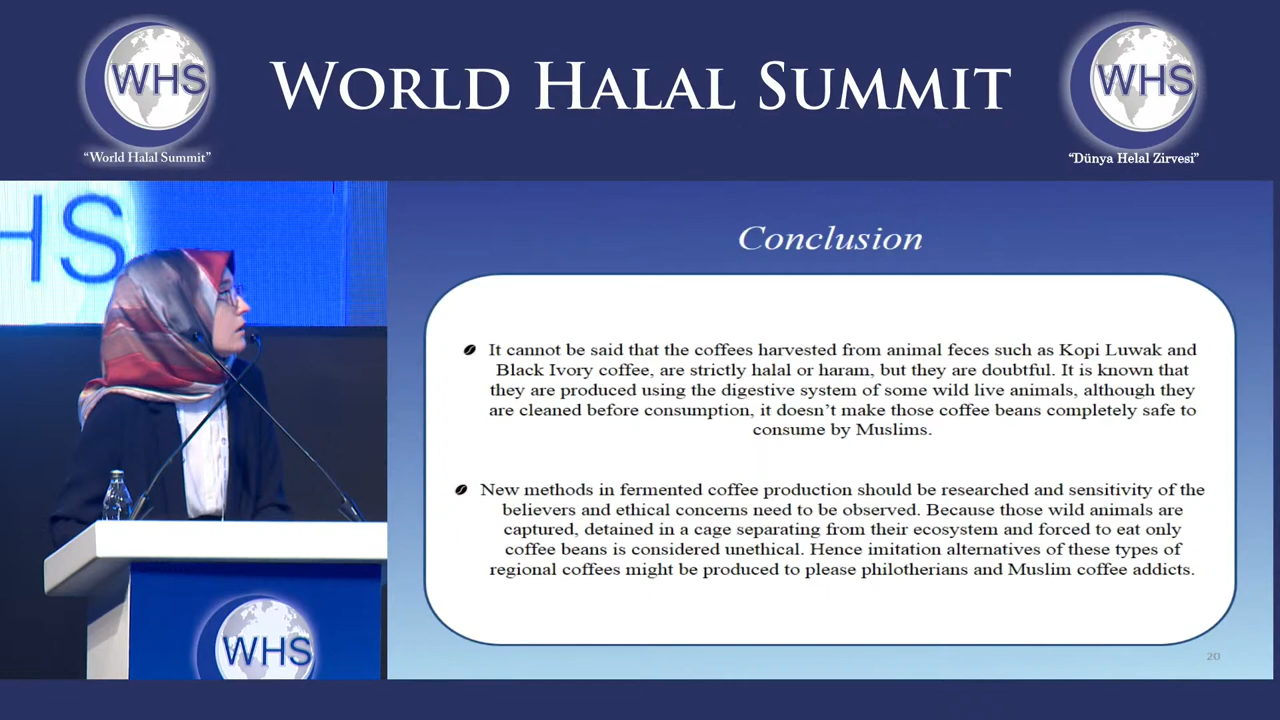 WHS
WORLD HALAL SUMMIT
WHS
"World Halal Summit"
"Dünya Helal Zirvesi"
HS
Conclusion
It cannot be said that the coffees harvested from animal feces such as Kopi Luwak and
Black Ivory coffee, are strictly halal or haram, but they are doubtful. It is known that
they are produced using the digestive system of some wild live animals, although they
are cleaned before consumption, it doesn't make those coffee beans completely safe to
consume by Muslims.
New methods in fermented coffee production should be researched and sensitivity of the
believers and ethical concerns need to be observed. Because those wild animals are
captured, detained in a cage separating from their ecosystem and forced to eat only
coffee beans is considered unethical. Hence imitation alternatives of these types of
regional coffees might be produced to please philotherians and Muslim coffee addicts.
WHS
20